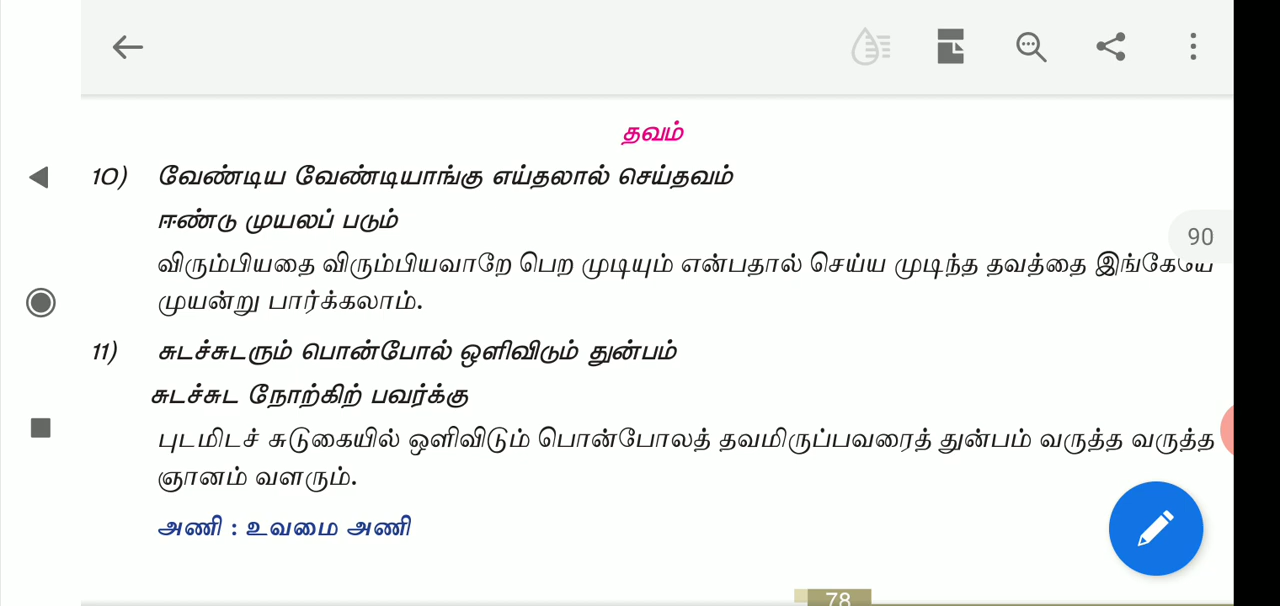 தவம்
10) வேண்டிய வேண்டியாங்கு எய்தலால் செய்தவம்
ஈண்டு முயலப் படும்
90
விரும்பியதை விரும்பியவாறே பெற முடியும் என்பதால் செய்ய முடிந்த தவத்தை இங்கேயே
முயன்று பார்க்கலாம்.
11) சுடச்சுடரும் பொன்போல் ஒளிவிடும் துன்பம்
சுடச்சுட நோற்கிற் பவர்க்கு
புடமிடச் சுடுகையில் ஒளிவிடும் பொன்போலத் தவமிருப்பவரைத் துன்பம் வருத்த வருத்த
ஞானம் வளரும்.
அணி : உவமை அணி
78